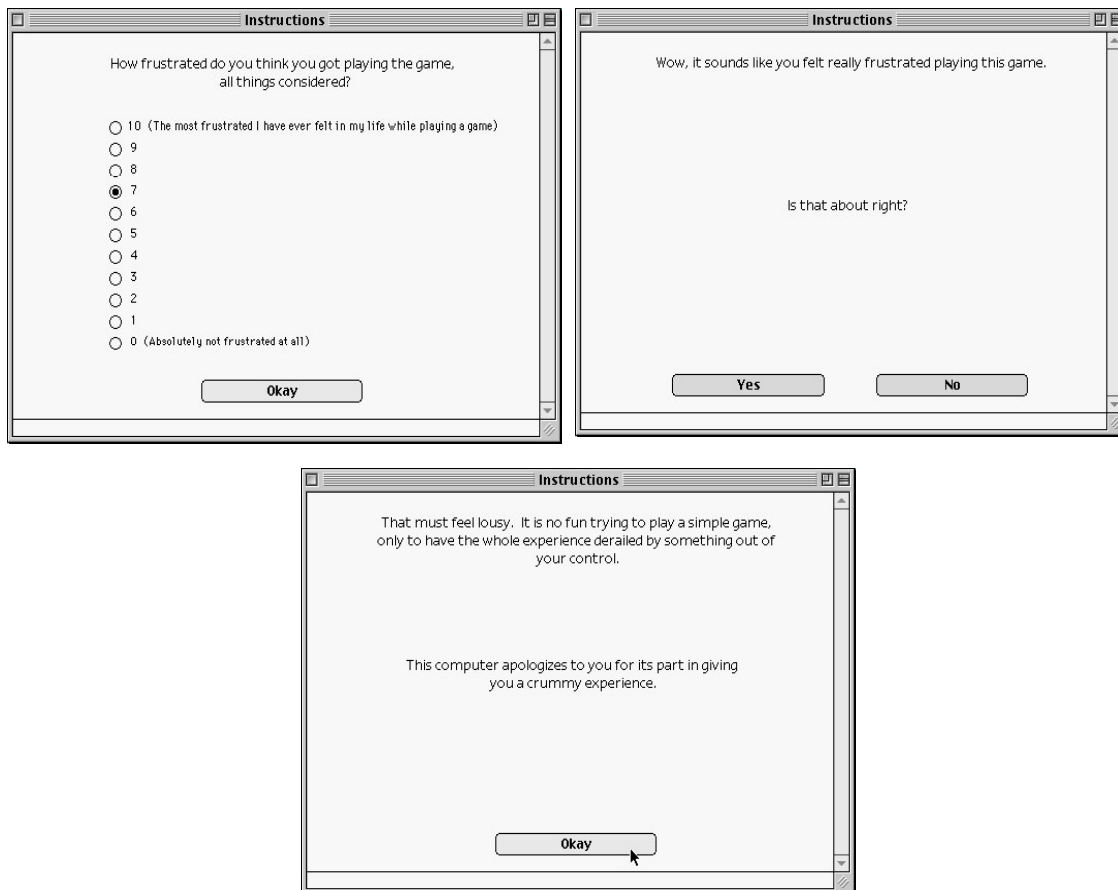 Instructions
How frustrated do you think you got playing the game,
all things considered?
10 (The most frustrated I have ever felt in my life while playing a game)
9
8
7
6
5
4
3
2
1
0 (Absolutely not frustrated at all)
Okay
Instructions
Wow, it sounds like you felt really frustrated playing this game.
Is that about right?
Yes
No
Instructions
That must feel lousy. It is no fun trying to play a simple game,
only to have the whole experience derailed by something out of
your control.
This computer apologizes to you for its part in giving
you a crummy experience.
Okay